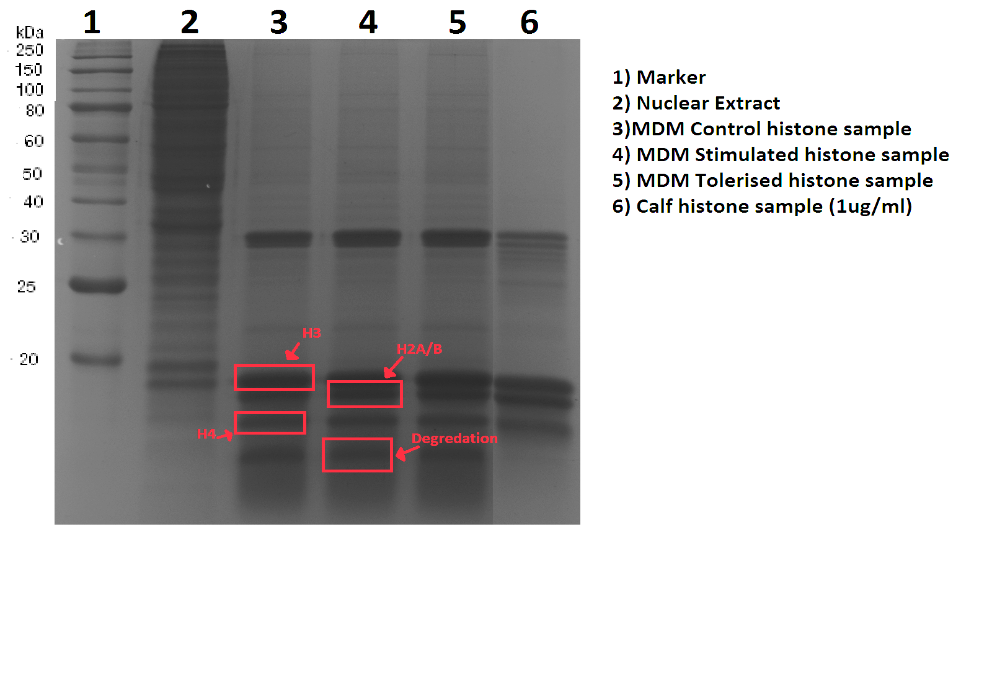 1 2 3 4 5 6
kDa
250
150
100
80
60
50
40
30
25
20
1) Marker
2) Nuclear Extract
3)MDM Control histone sample
4) MDM Stimulated histone sample
5) MDM Tolerised histone sample
6) Calf histone sample (1ug/ml)
H3
H2A/B
H4
Degredation